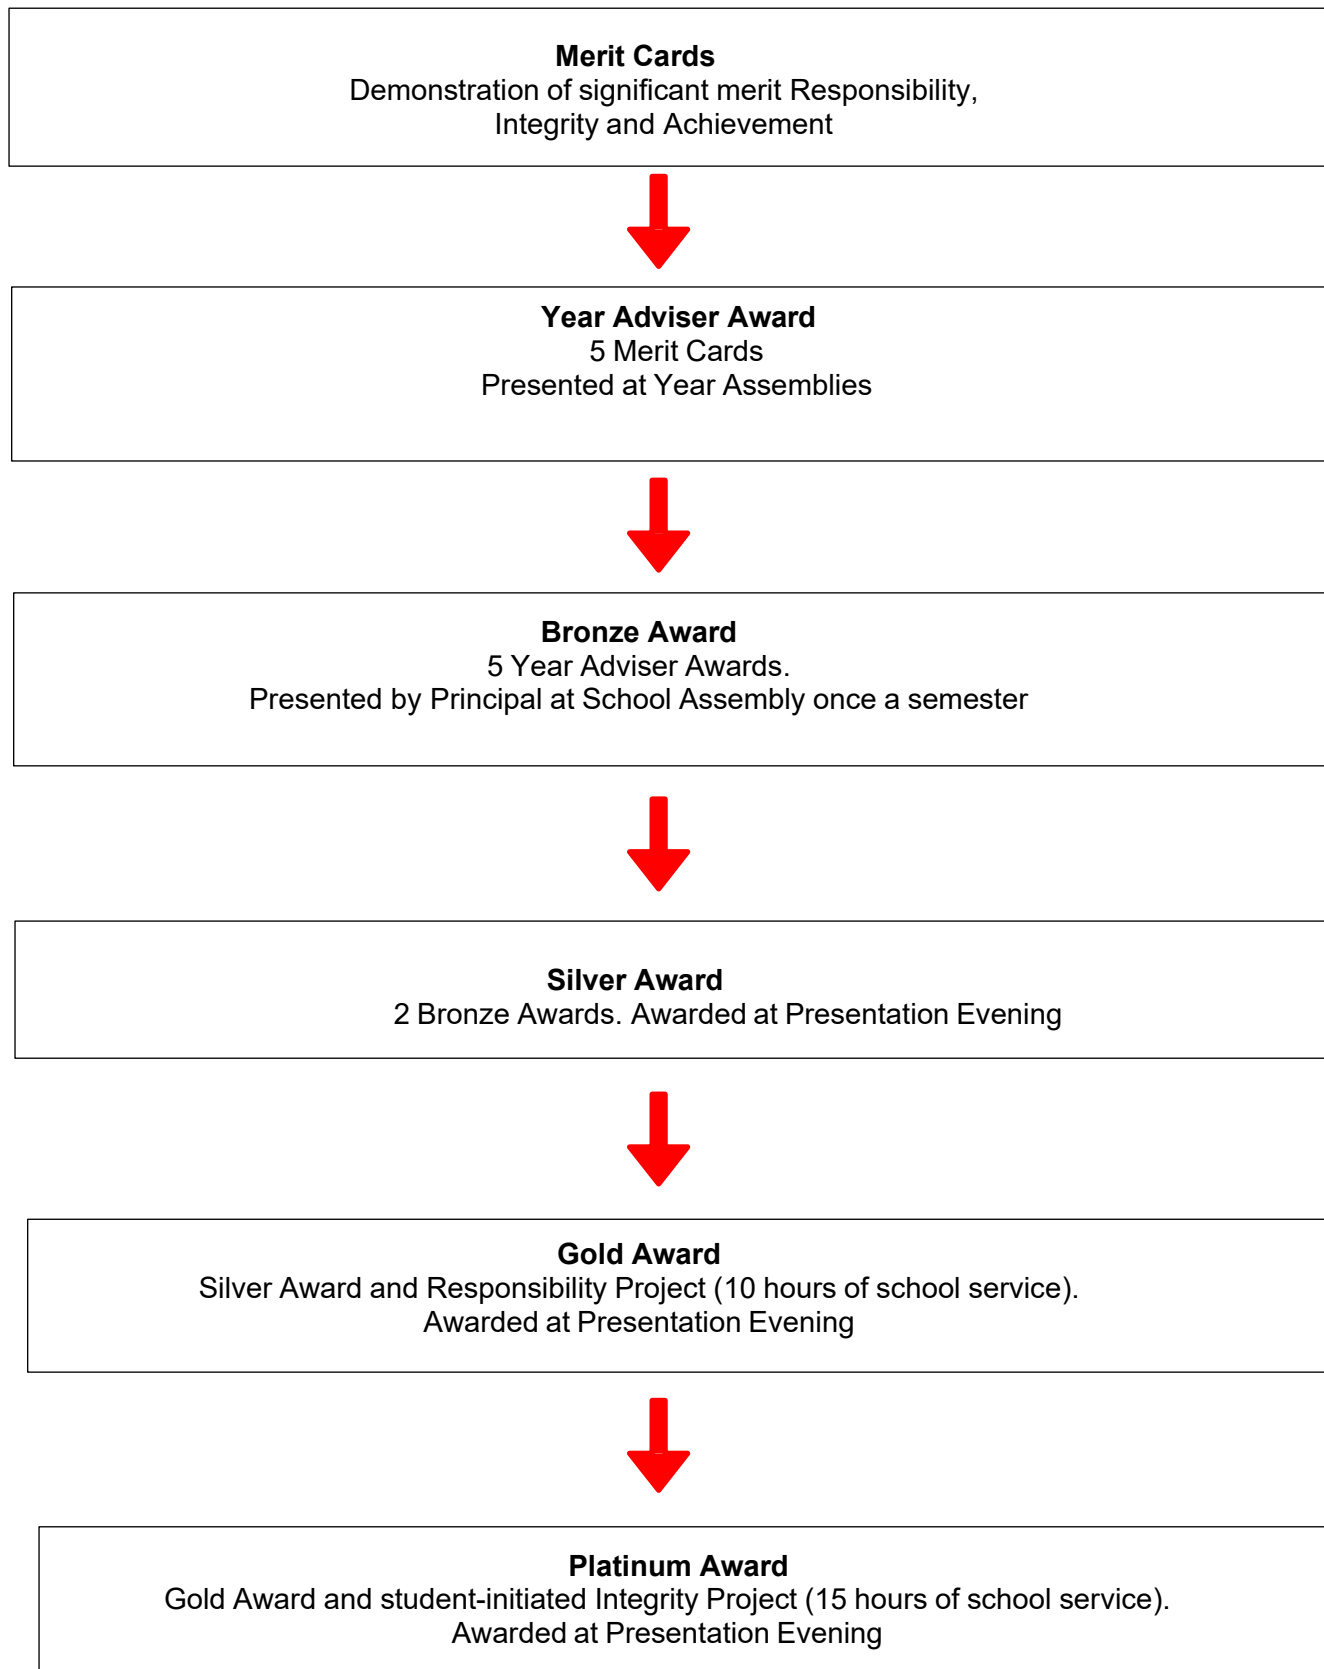 Merit Cards
Demonstration of significant merit Responsibility,
Integrity and Achievement
Year Adviser Award
5 Merit Cards
Presented at Year Assemblies
Bronze Award
5 Year Adviser Awards.
Presented by Principal at School Assembly once a semester
Silver Award
2 Bronze Awards. Awarded at Presentation Evening
Gold Award
Silver Award and Responsibility Project (10 hours of school service).
Awarded at Presentation Evening
Platinum Award
Gold Award and student-initiated Integrity Project (15 hours of school service).
Awarded at Presentation Evening